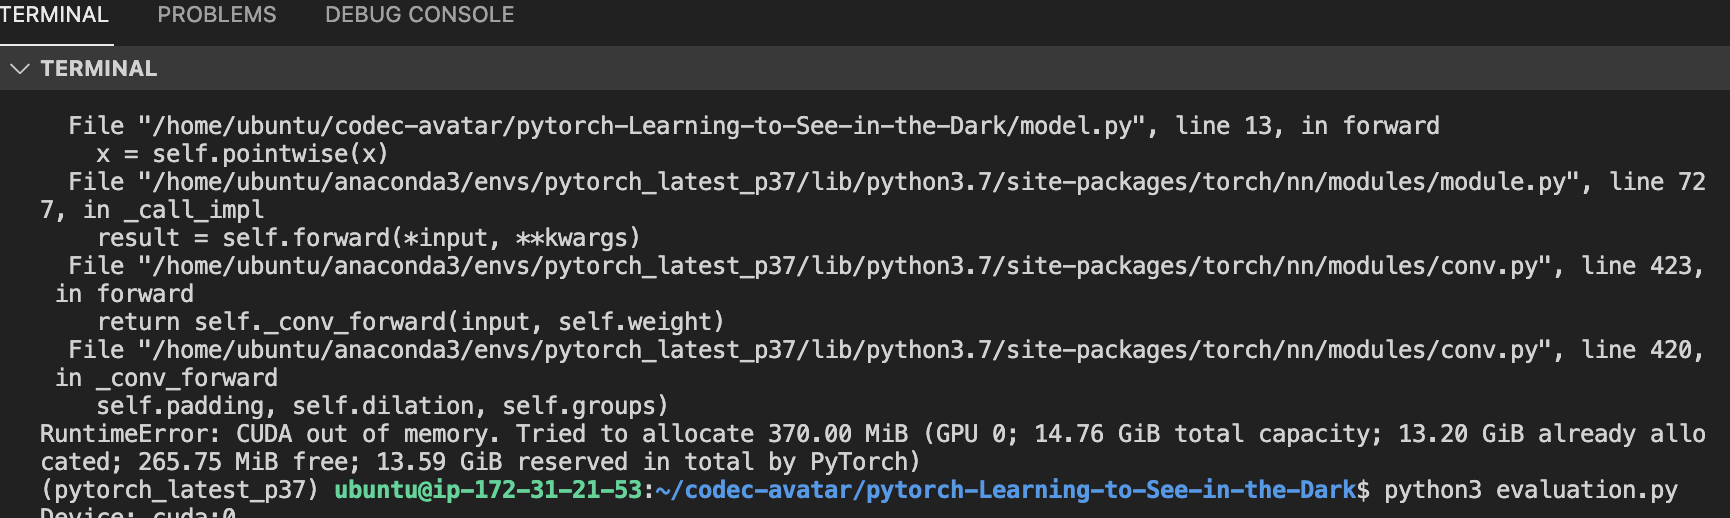 TERMINAL PROBLEMS DEBUG CONSOLE
TERMINAL
File "/home/ubuntu/codec-avatar/pytorch-Learning-to-See-in-the-Dark/model.py", line 13, in forward
x = self.pointwise(x)
File "/home/ubuntu/anaconda3/envs/pytorch_latest_p37/lib/python3.7/site-packages/torch/nn/modules/module.py", line 72
7, in _call_impl
result = self.forward(*input, **kwargs)
File "/home/ubuntu/anaconda3/envs/pytorch_latest_p37/lib/python3.7/site-packages/torch/nn/modules/conv.py", line 423,
in forward
return self._conv_forward(input, self.weight)
File "/home/ubuntu/anaconda3/envs/pytorch_latest_p37/lib/python3.7/site-packages/torch/nn/modules/conv.py", line 420,
in _conv_forward
self.padding, self.dilation, self.groups)
RuntimeError: CUDA out of memory. Tried to allocate 370.00 MiB (GPU 0; 14.76 GiB total capacity; 13.20 GiB already allo
cated; 265.75 MiB free; 13.59 GiB reserved in total by PyTorch)
(pytorch_latest_p37) ubuntu@ip-172-31-21-53:~/codec-avatar/pytorch-Learning-to-See-in-the-Dark$ python3 evaluation.py
Device: cuda:0